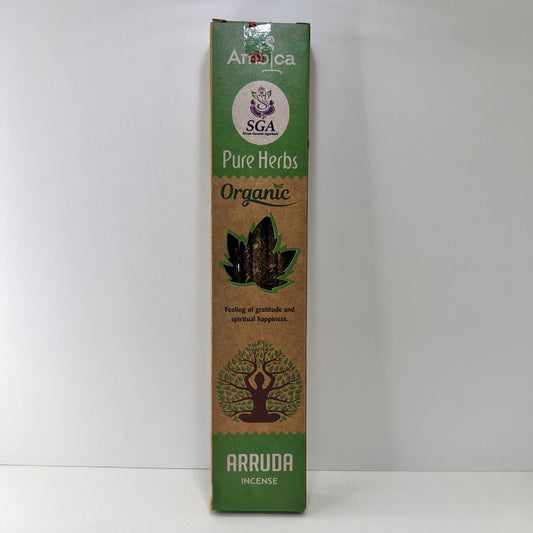 Ambica
SGA
Shree Ganesh Agarbatti
Pure Herbs
Organic
Feeling of gratitude and
spiritual happiness.
ARRUDA
INCENSE